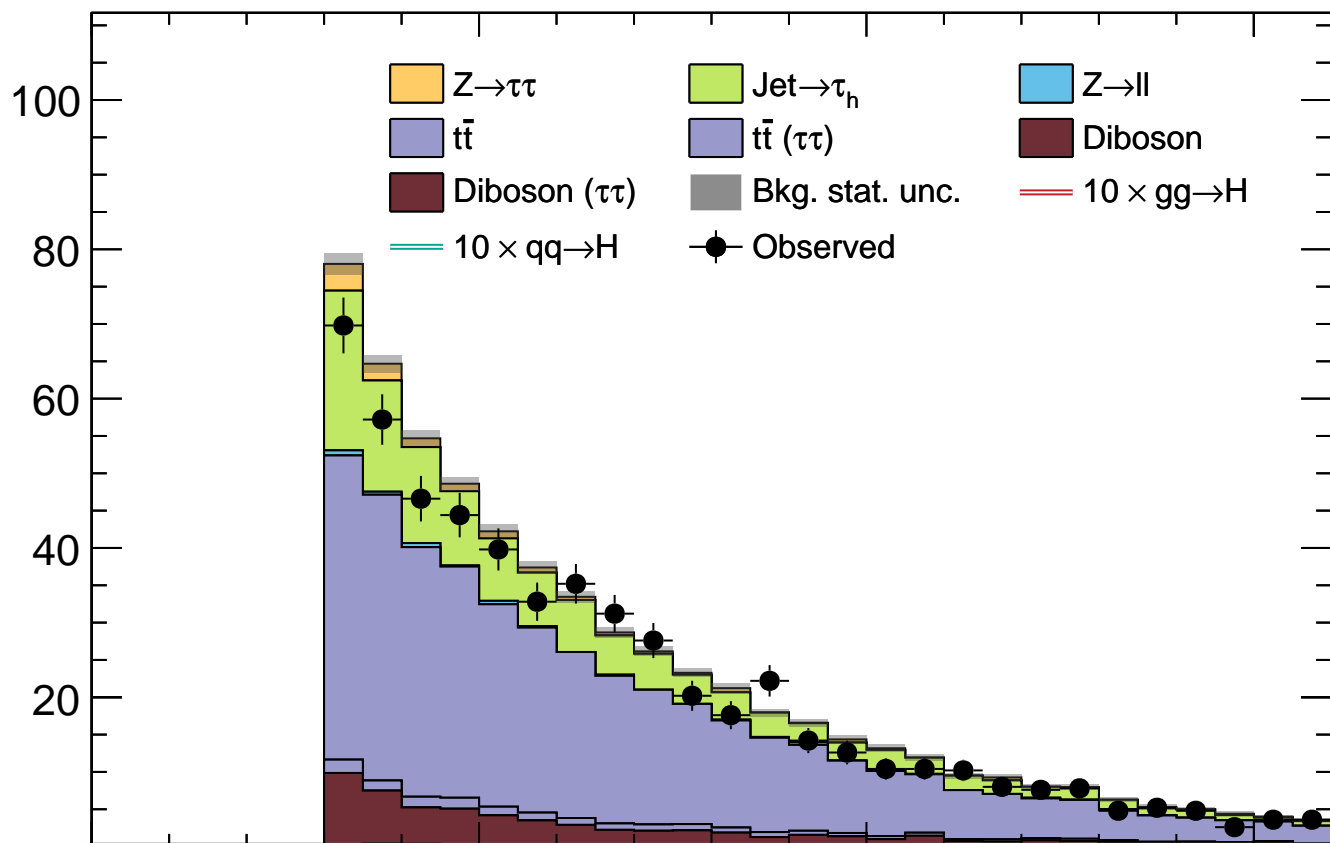 100
80
60
40
20
Z→ττ Jet→τh Z→ll
tt̄ tt̄ (ττ) Diboson
Diboson (ττ) Bkg. stat. unc. 10 × gg→H
10 × qq→H Observed